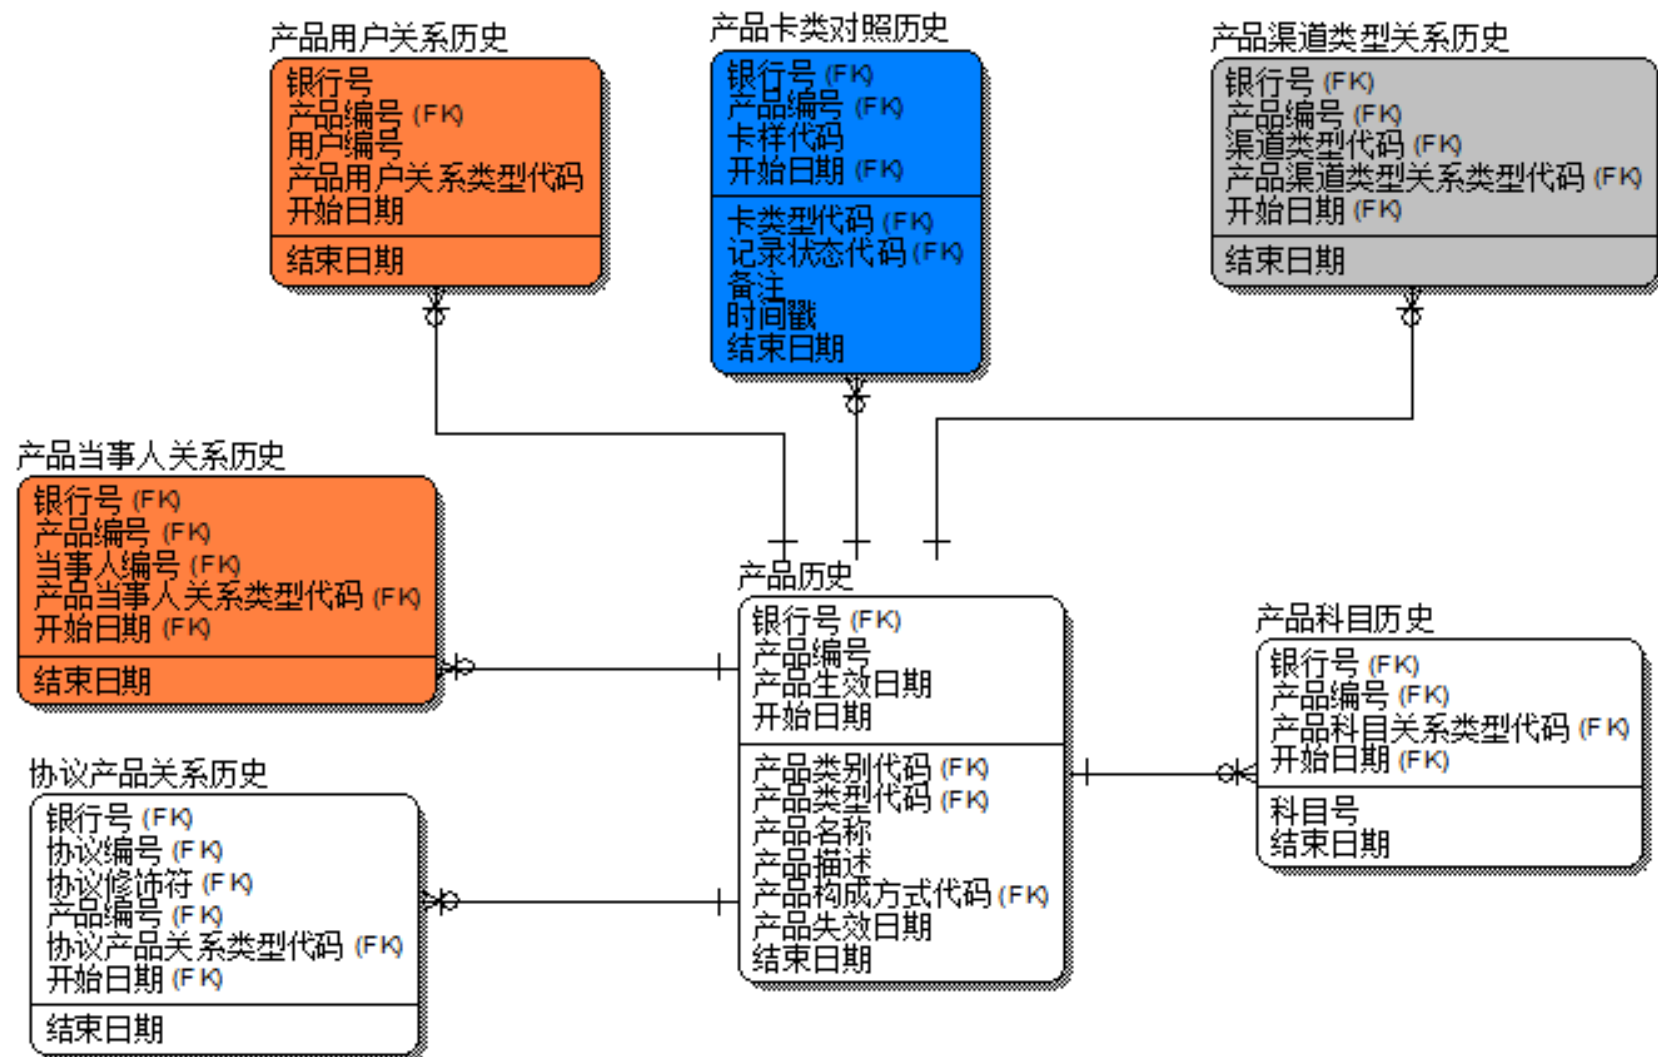 产品用户关系历史
银行号
产品编号 (FK)
用户编号
产品用户关系类型代码
开始日期
结束日期
产品卡类对照历史
银行号 (FK)
产品编号 (FK)
卡样代码
开始日期 (FK)
卡类型代码 (FK)
记录状态代码 (FK)
备注
时间戳
结束日期
产品渠道类型关系历史
银行号 (FK)
产品编号 (FK)
渠道类型代码 (FK)
产品渠道类型关系类型代码 (FK)
开始日期 (FK)
结束日期
产品当事人关系历史
银行号 (FK)
产品编号 (FK)
当事人编号 (FK)
产品当事人关系类型代码 (FK)
开始日期 (FK)
结束日期
产品历史
银行号 (FK)
产品编号
产品生效日期
开始日期
产品类别代码 (FK)
产品类型代码 (FK)
产品名称
产品描述
产品构成方式代码 (FK)
产品失效日期
结束日期
产品科目历史
银行号 (FK)
产品编号 (FK)
产品科目关系类型代码 (FK)
开始日期 (FK)
科目号
结束日期
协议产品关系历史
银行号 (FK)
协议编号 (FK)
协议修饰符 (FK)
产品编号 (FK)
协议产品关系类型代码 (FK)
开始日期 (FK)
结束日期